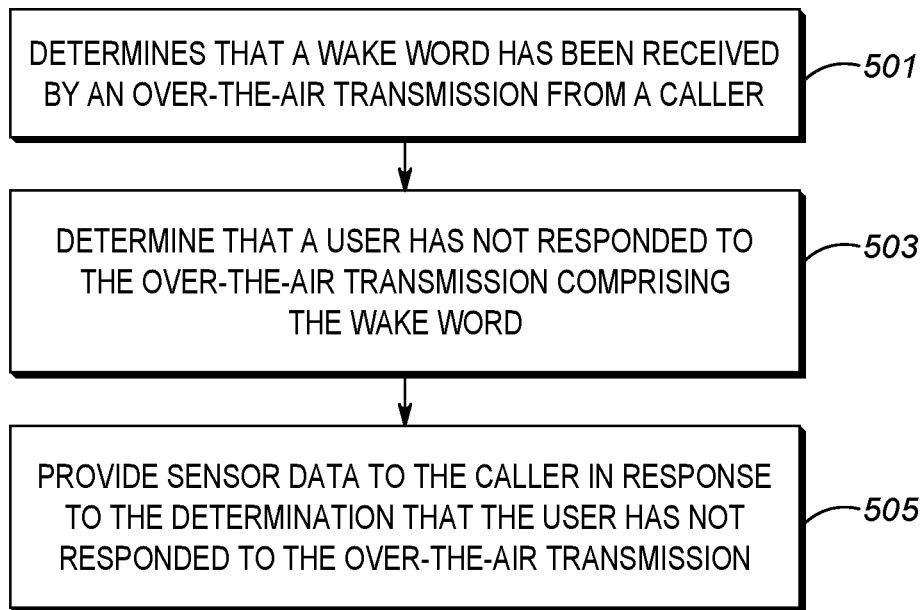 DETERMINES THAT A WAKE WORD HAS BEEN RECEIVED
BY AN OVER-THE-AIR TRANSMISSION FROM A CALLER
501
DETERMINE THAT A USER HAS NOT RESPONDED TO
THE OVER-THE-AIR TRANSMISSION COMPRISING
THE WAKE WORD
503
PROVIDE SENSOR DATA TO THE CALLER IN RESPONSE
TO THE DETERMINATION THAT THE USER HAS NOT
RESPONDED TO THE OVER-THE-AIR TRANSMISSION
505